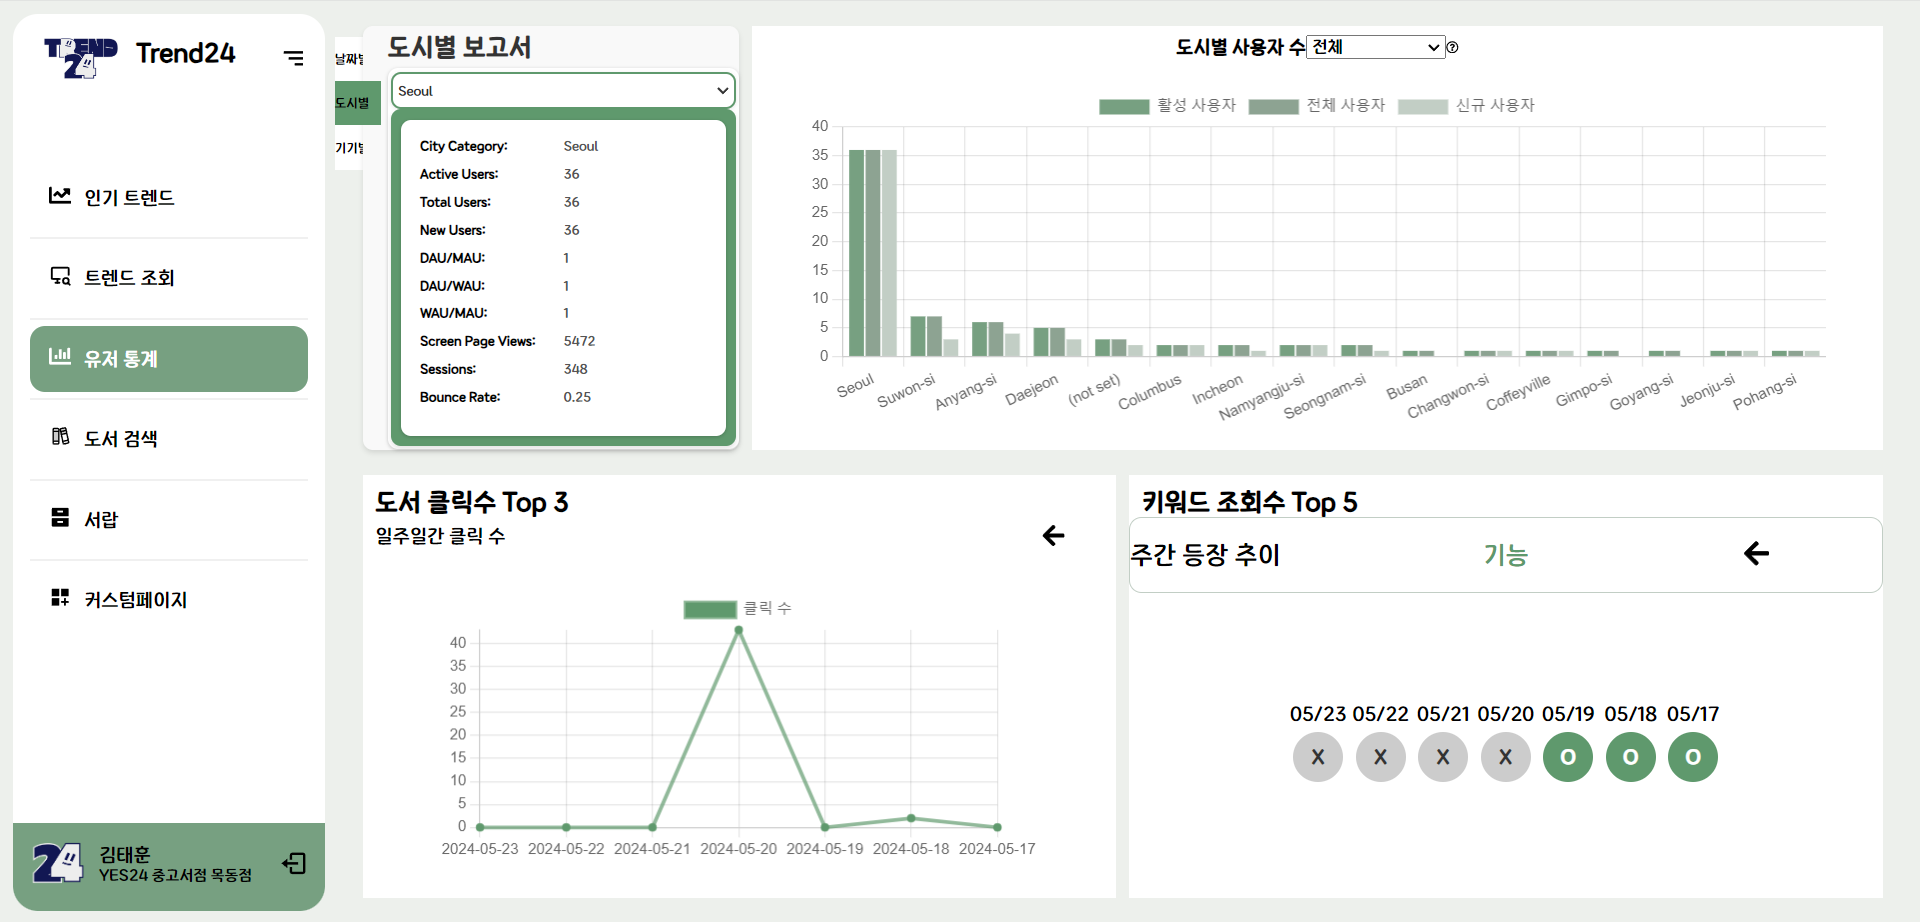 TREND
24
Trend24
인기 트렌드
트렌드 조회
유저 통계
도서 검색
서랍
커스텀페이지
24
김태훈
YES24 중고서점 목동점
날짜별
도시별
기기별
도시별 보고서
Seoul
City Category: Seoul
Active Users: 36
Total Users: 36
New Users: 36
DAU/MAU: 1
DAU/WAU: 1
WAU/MAU: 1
Screen Page Views: 5472
Sessions: 348
Bounce Rate: 0.25
도시별 사용자 수 전체
활성 사용자 전체 사용자 신규 사용자
40
35
30
25
20
15
10
5
0
Seoul Suwon-si Anyang-si Daejeon (not set) Columbus Incheon Namyangju-si Seongnam-si Busan Changwon-si Coffeyville Gimpo-si Goyang-si Jeonju-si Pohang-si
도서 클릭수 Top 3
일주일간 클릭 수
클릭 수
40
35
30
25
20
15
10
5
0
2024-05-23 2024-05-22 2024-05-21 2024-05-20 2024-05-19 2024-05-18 2024-05-17
키워드 조회수 Top 5
주간 등장 추이 기능
05/23 05/22 05/21 05/20 05/19 05/18 05/17
X X X X O O O